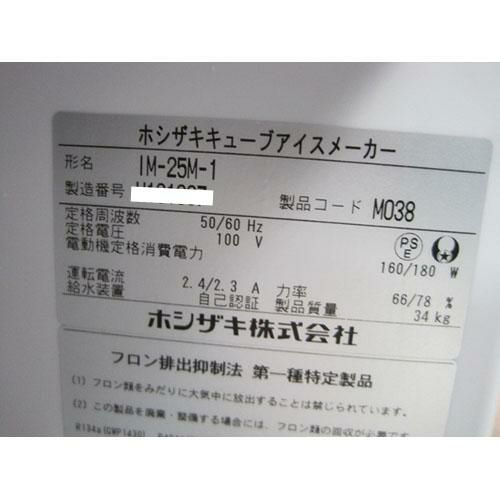 ホシザキキューブアイスメーカー
形名 IM-25M-1
製造番号 製品コード M038
定格周波数 50/60 Hz
定格電圧 100 V
PS E
電動機定格消費電力 160/180 W
運転電流 2.4/2.3 A 力率 66/78 %
給水装置 自己認証 製品質量 34 kg
ホシザキ株式会社
フロン排出抑制法 第一種特定製品
(1) フロン類をみだりに大気中に放出することは禁じられています。
(2) この製品を廃棄・整備する場合には、フロン類の回収が必要です
R134a(GWP1430)